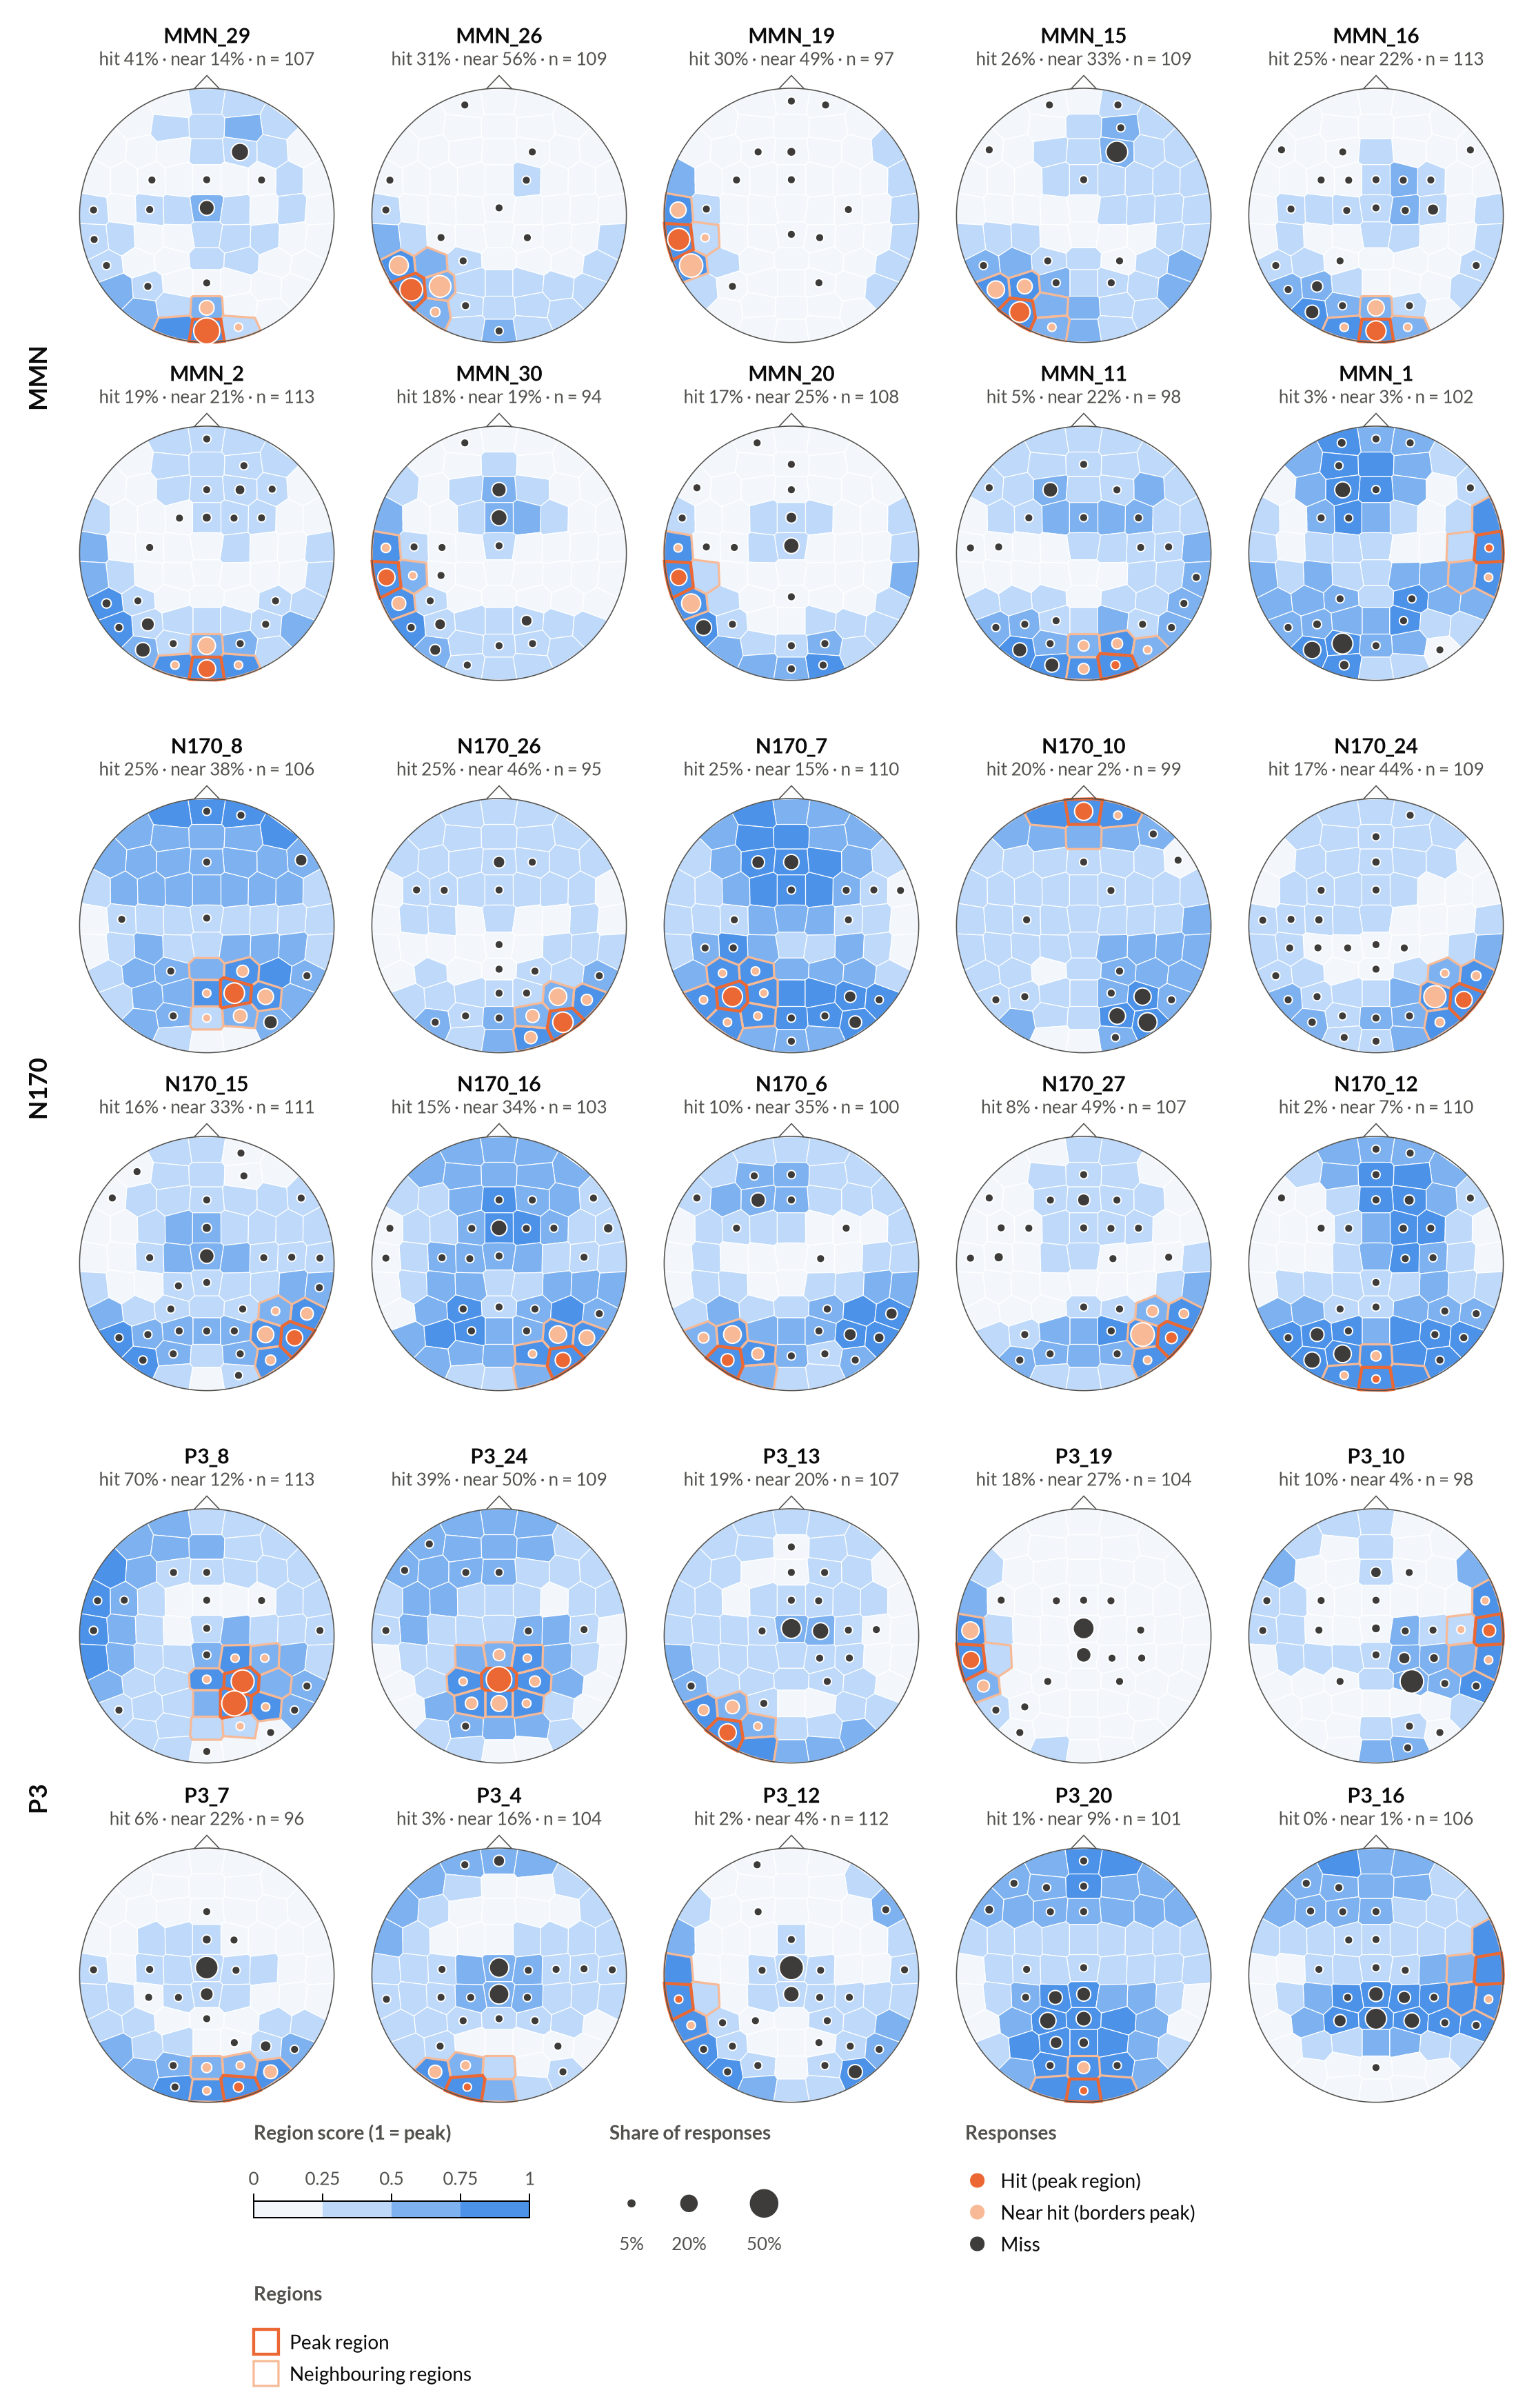 MMN
MMN_29
hit 41% · near 14% · n = 107
MMN_26
hit 31% · near 56% · n = 109
MMN_19
hit 30% · near 49% · n = 97
MMN_15
hit 26% · near 33% · n = 109
MMN_16
hit 25% · near 22% · n = 113
MMN_2
hit 19% · near 21% · n = 113
MMN_30
hit 18% · near 19% · n = 94
MMN_20
hit 17% · near 25% · n = 108
MMN_11
hit 5% · near 22% · n = 98
MMN_1
hit 3% · near 3% · n = 102
N170
N170_8
hit 25% · near 38% · n = 106
N170_26
hit 25% · near 46% · n = 95
N170_7
hit 25% · near 15% · n = 110
N170_10
hit 20% · near 2% · n = 99
N170_24
hit 17% · near 44% · n = 109
N170_15
hit 16% · near 33% · n = 111
N170_16
hit 15% · near 34% · n = 103
N170_6
hit 10% · near 35% · n = 100
N170_27
hit 8% · near 49% · n = 107
N170_12
hit 2% · near 7% · n = 110
P3
P3_8
hit 70% · near 12% · n = 113
P3_24
hit 39% · near 50% · n = 109
P3_13
hit 19% · near 20% · n = 107
P3_19
hit 18% · near 27% · n = 104
P3_10
hit 10% · near 4% · n = 98
P3_7
hit 6% · near 22% · n = 96
P3_4
hit 3% · near 16% · n = 104
P3_12
hit 2% · near 4% · n = 112
P3_20
hit 1% · near 9% · n = 101
P3_16
hit 0% · near 1% · n = 106
Region score (1 = peak)
0 0.25 0.5 0.75 1
Share of responses
5% 20% 50%
Responses
Hit (peak region)
Near hit (borders peak)
Miss
Regions
Peak region
Neighbouring regions